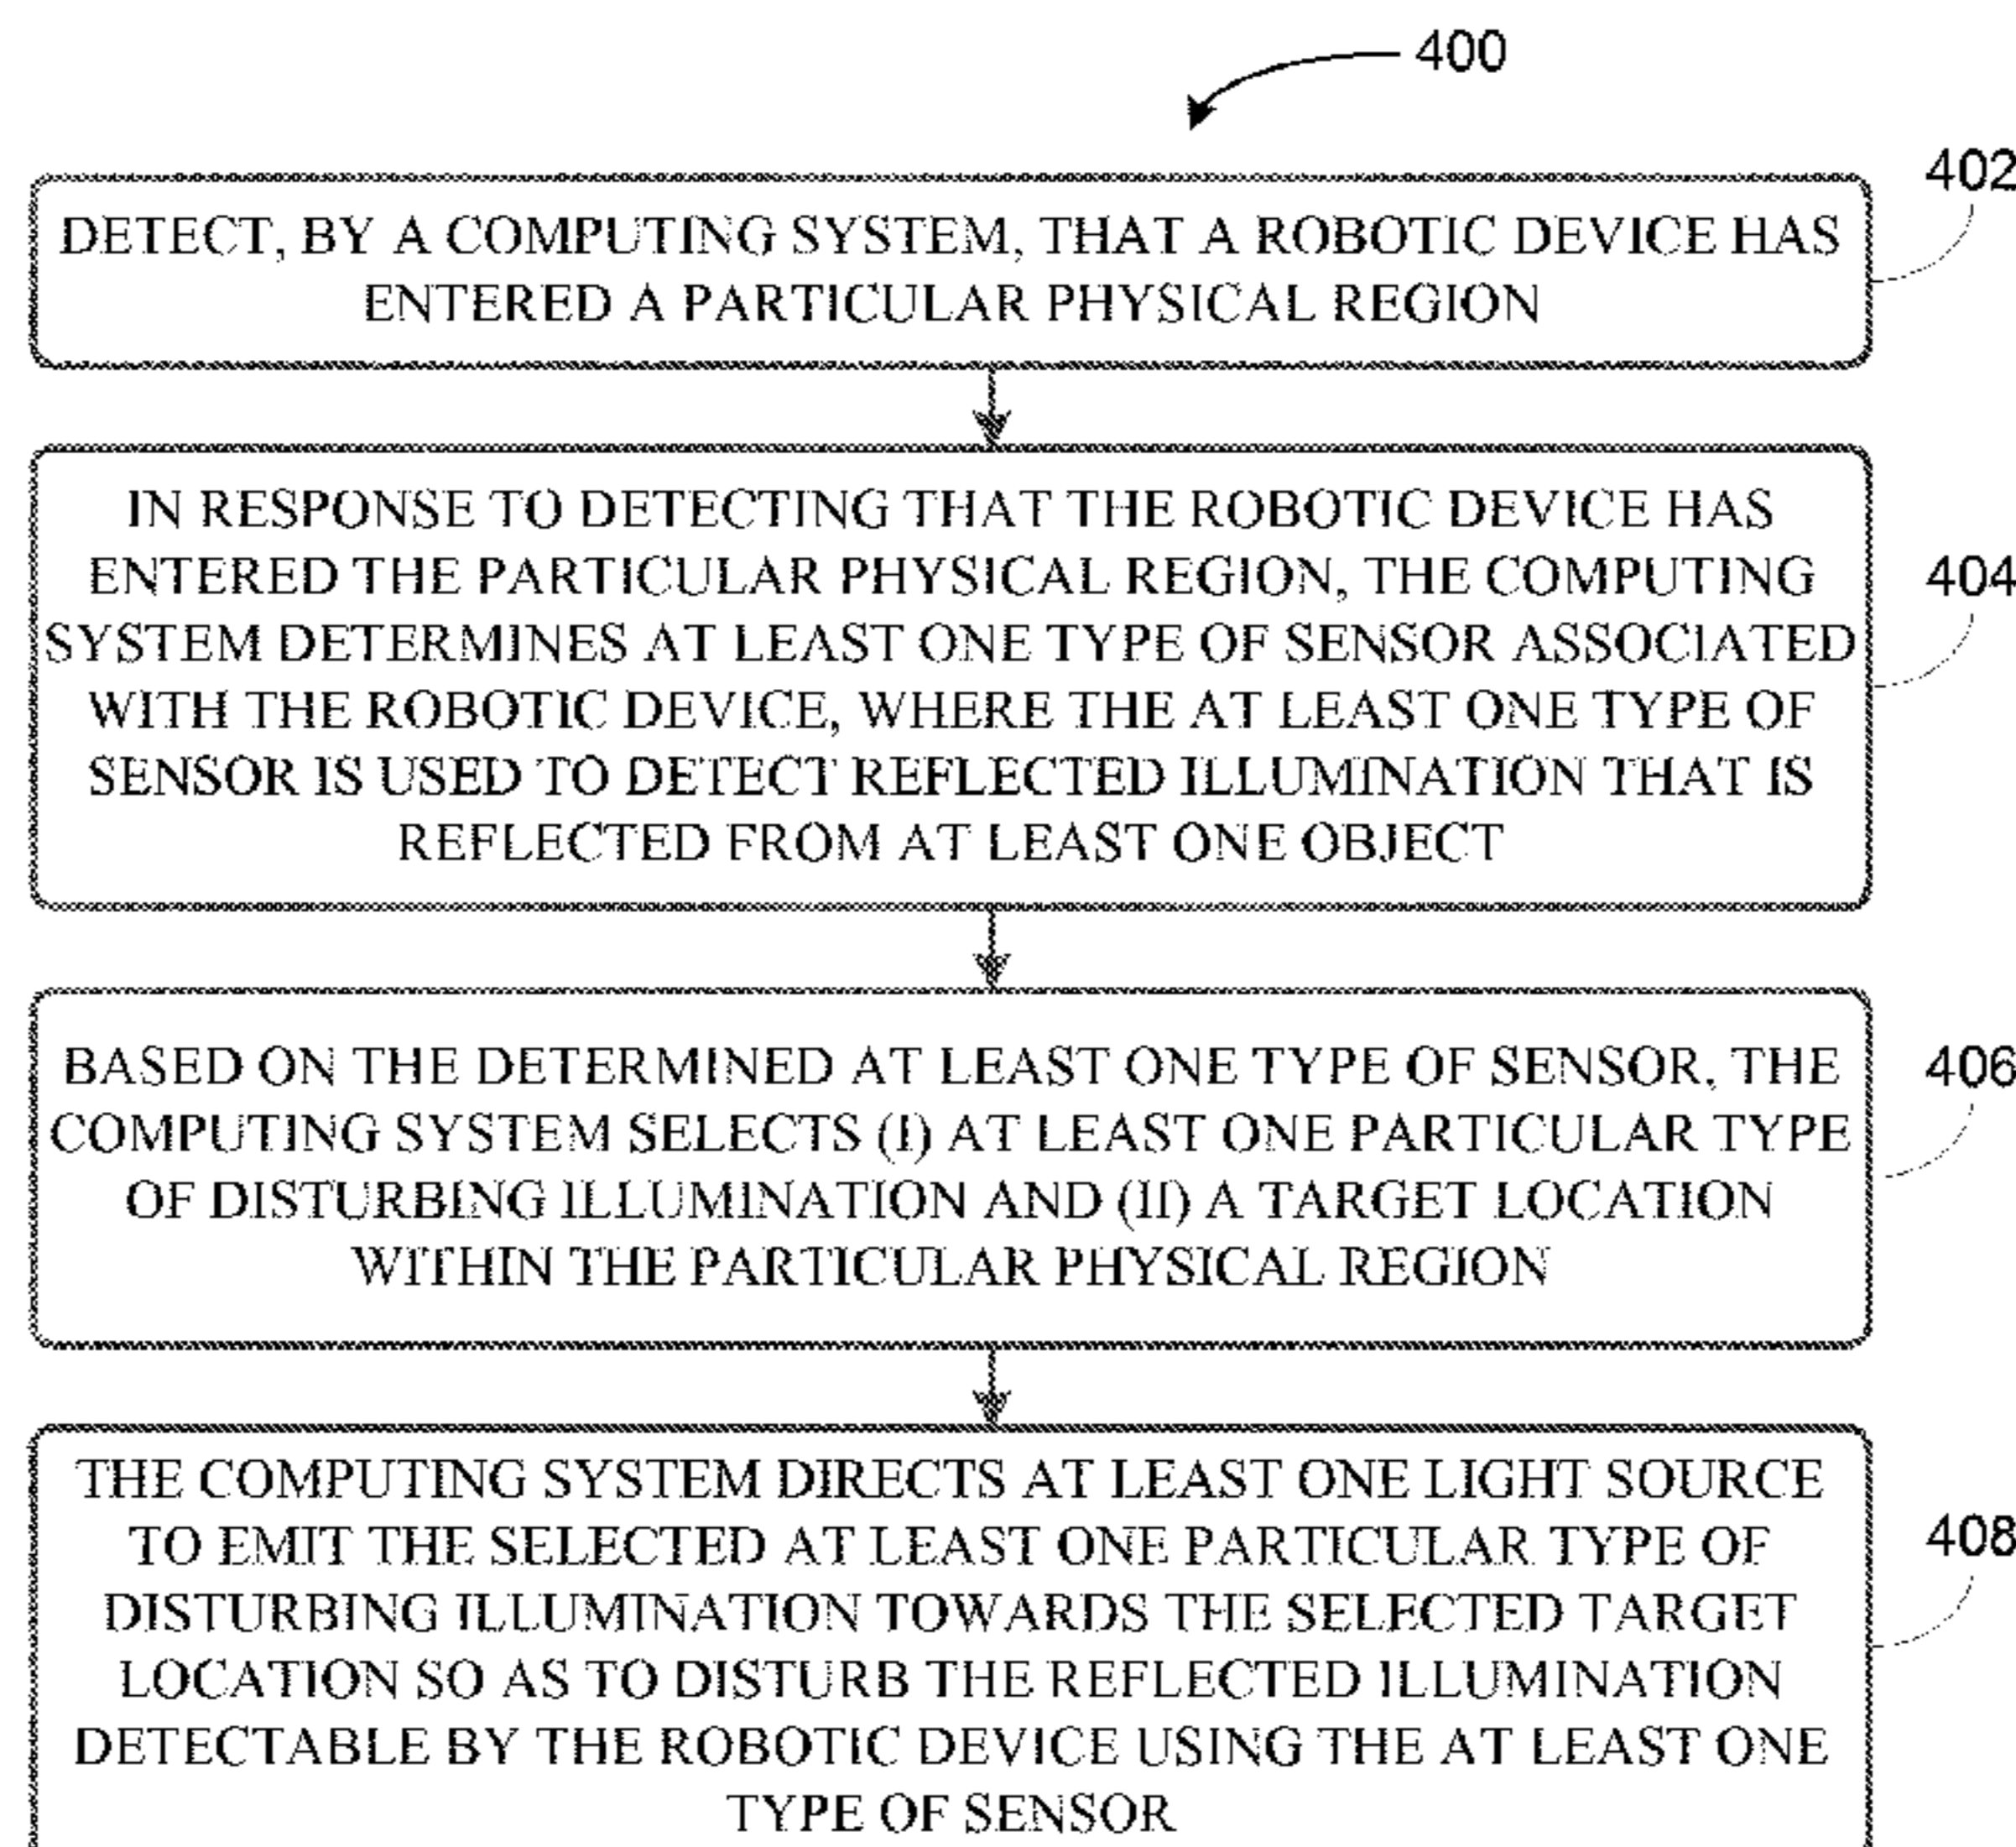 400
402
DETECT, BY A COMPUTING SYSTEM, THAT A ROBOTIC DEVICE HAS
ENTERED A PARTICULAR PHYSICAL REGION
IN RESPONSE TO DETECTING THAT THE ROBOTIC DEVICE HAS
ENTERED THE PARTICULAR PHYSICAL REGION, THE COMPUTING
SYSTEM DETERMINES AT LEAST ONE TYPE OF SENSOR ASSOCIATED
WITH THE ROBOTIC DEVICE, WHERE THE AT LEAST ONE TYPE OF
SENSOR IS USED TO DETECT REFLECTED ILLUMINATION THAT IS
REFLECTED FROM AT LEAST ONE OBJECT
404
BASED ON THE DETERMINED AT LEAST ONE TYPE OF SENSOR, THE
COMPUTING SYSTEM SELECTS (I) AT LEAST ONE PARTICULAR TYPE
OF DISTURBING ILLUMINATION AND (II) A TARGET LOCATION
WITHIN THE PARTICULAR PHYSICAL REGION
406
THE COMPUTING SYSTEM DIRECTS AT LEAST ONE LIGHT SOURCE
TO EMIT THE SELECTED AT LEAST ONE PARTICULAR TYPE OF
DISTURBING ILLUMINATION TOWARDS THE SELECTED TARGET
LOCATION SO AS TO DISTURB THE REFLECTED ILLUMINATION
DETECTABLE BY THE ROBOTIC DEVICE USING THE AT LEAST ONE
TYPE OF SENSOR
408